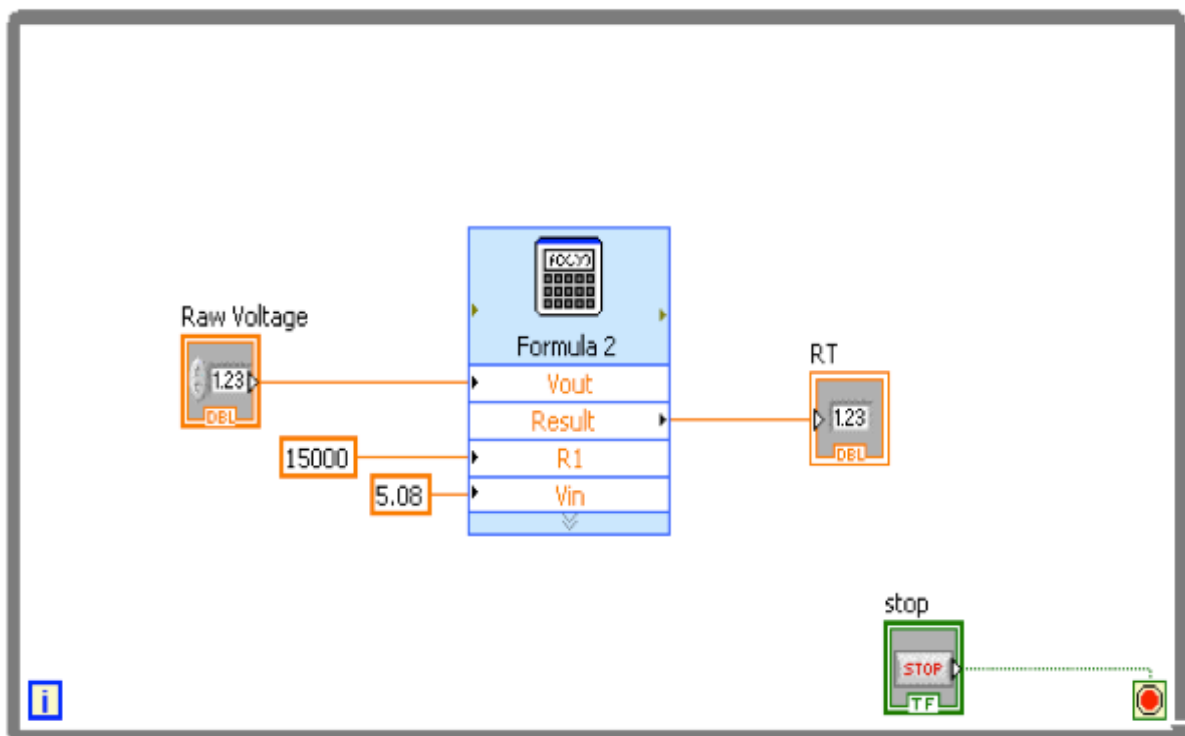 Raw Voltage
1.23
DBL
15000
5.08
Formula 2
Vout
Result
R1
Vin
RT
1.23
DBL
stop
STOP
TF
i